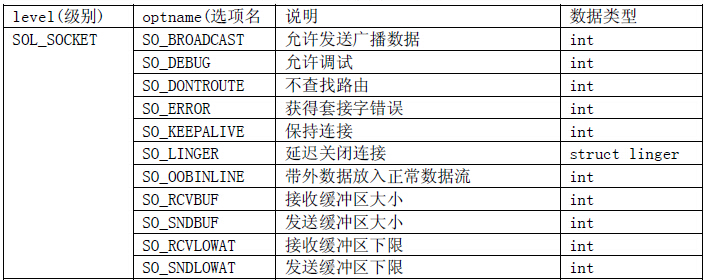 level(级别) optname(选项名 说明 数据类型
SOL_SOCKET SO_BROADCAST 允许发送广播数据 int
SO_DEBUG 允许调试 int
SO_DONTROUTE 不查找路由 int
SO_ERROR 获得套接字错误 int
SO_KEEPALIVE 保持连接 int
SO_LINGER 延迟关闭连接 struct linger
SO_OOBINLINE 带外数据放入正常数据流 int
SO_RCVBUF 接收缓冲区大小 int
SO_SNDBUF 发送缓冲区大小 int
SO_RCVLOWAT 接收缓冲区下限 int
SO_SNDLOWAT 发送缓冲区下限 int